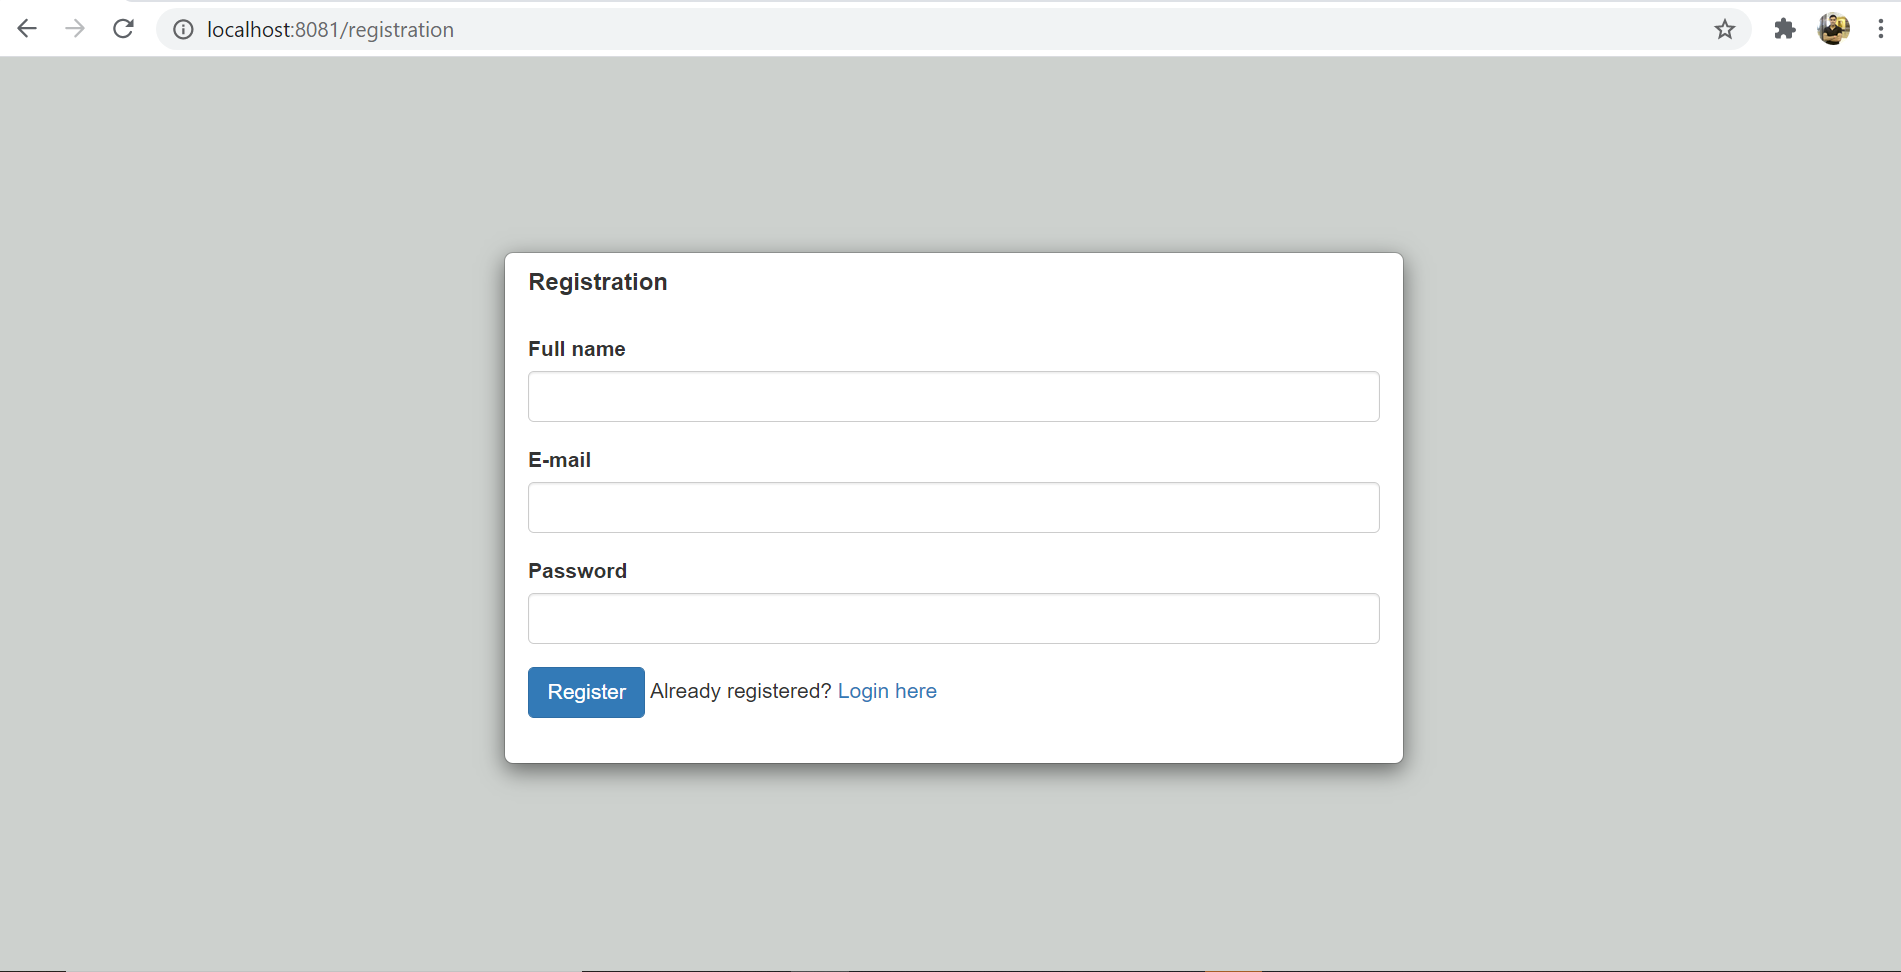 localhost:8081/registration
Registration
Full name
E-mail
Password
Register Already registered? Login here